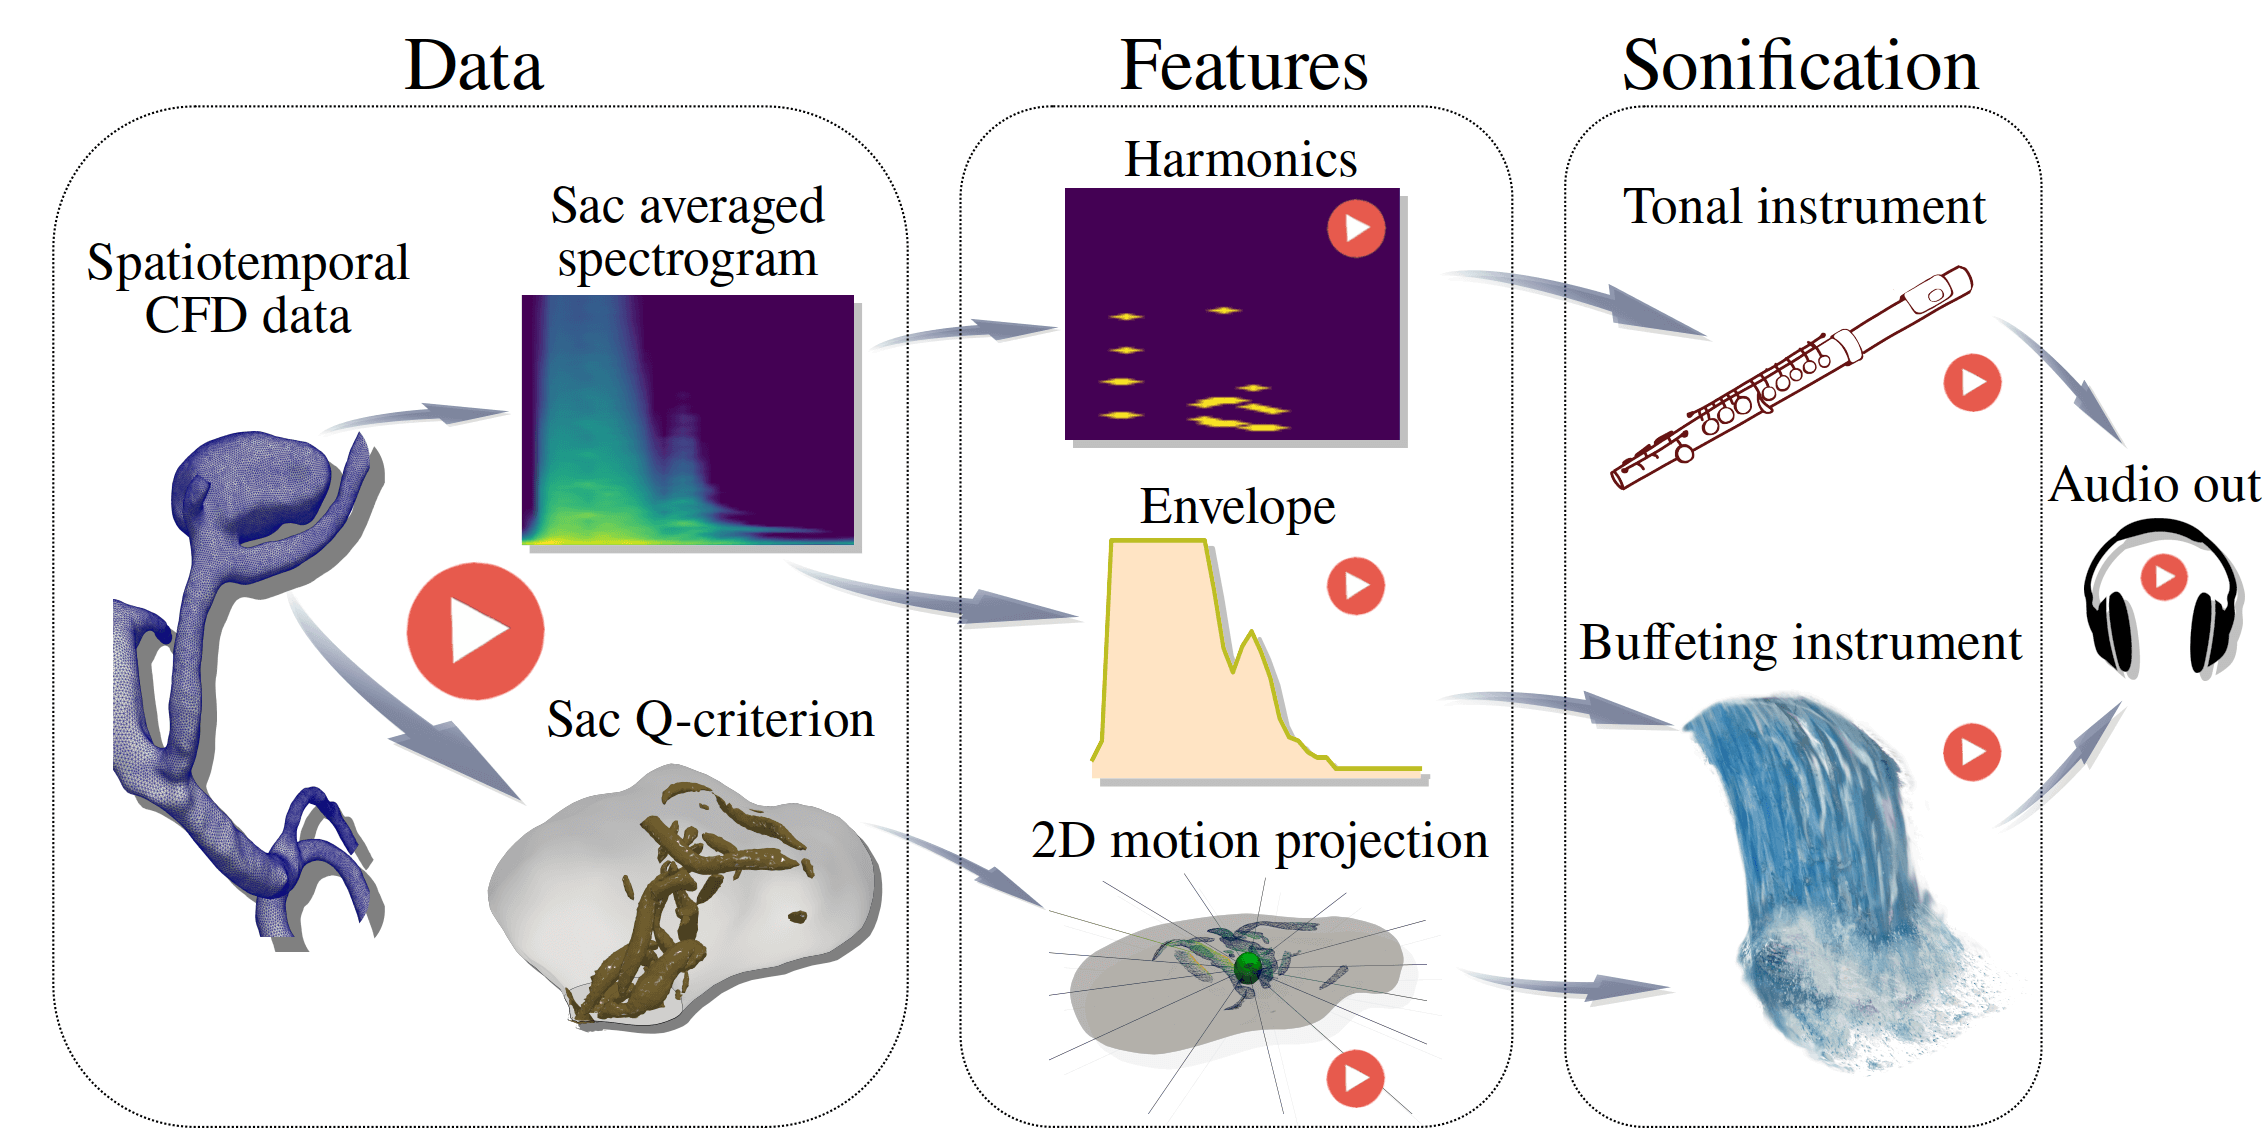 Data
Features
Sonification
Spatiotemporal
CFD data
Sac averaged
spectrogram
Sac Q-criterion
Harmonics
Envelope
2D motion projection
Tonal instrument
Buffeting instrument
Audio out